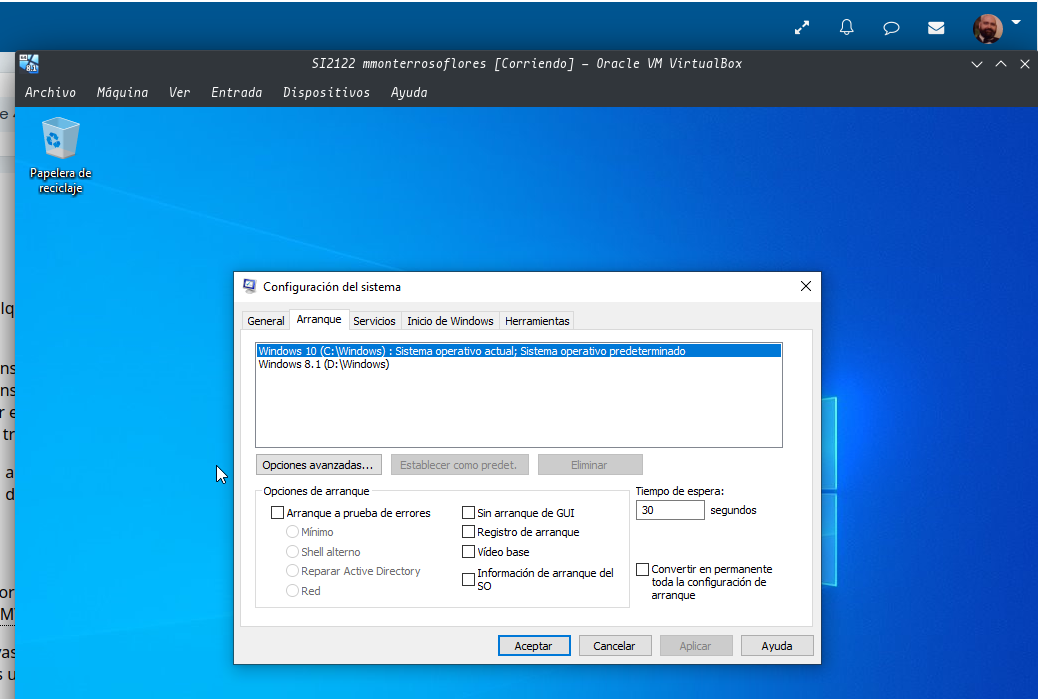 SI2122 mmonterrosoflores [Corriendo] – Oracle VM VirtualBox
Archivo Máquina Ver Entrada Dispositivos Ayuda
Papelera de
reciclaje
Configuración del sistema
General Arranque Servicios Inicio de Windows Herramientas
Windows 10 (C:\Windows) : Sistema operativo actual; Sistema operativo predeterminado
Windows 8.1 (D:\Windows)
Opciones avanzadas... Establecer como predet. Eliminar
Opciones de arranque
Arranque a prueba de errores
Mínimo
Shell alterno
Reparar Active Directory
Red
Sin arranque de GUI
Registro de arranque
Vídeo base
Información de arranque del
SO
Tiempo de espera:
30 segundos
Convertir en permanente
toda la configuración de
arranque
Aceptar Cancelar Aplicar Ayuda